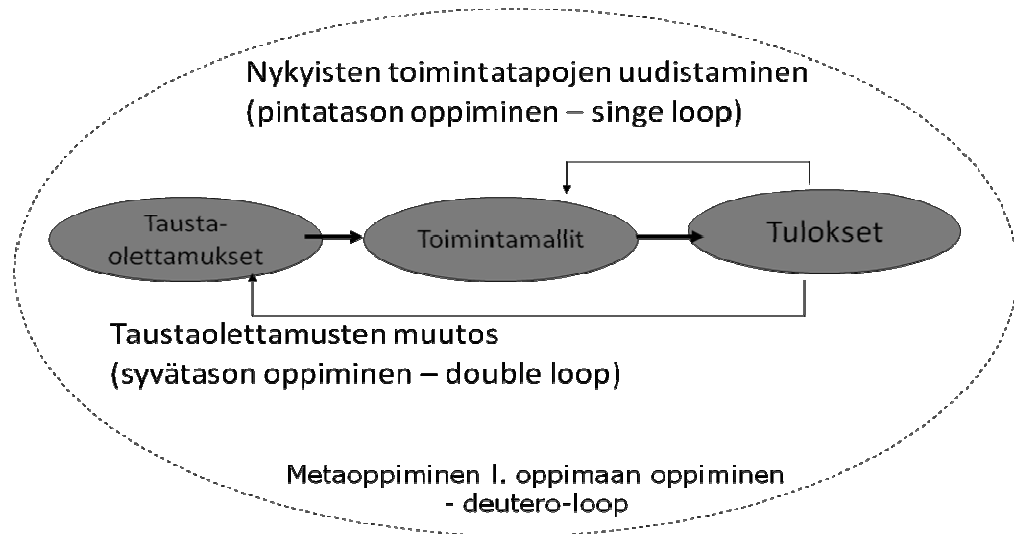 Nykyisten toimintatapojen uudistaminen
(pintatason oppiminen – singe loop)
Tausta-
olettamukset
Toimintamallit
Tulokset
Taustaolettamusten muutos
(syvätason oppiminen – double loop)
Metaoppiminen l. oppimaan oppiminen
- deutero-loop